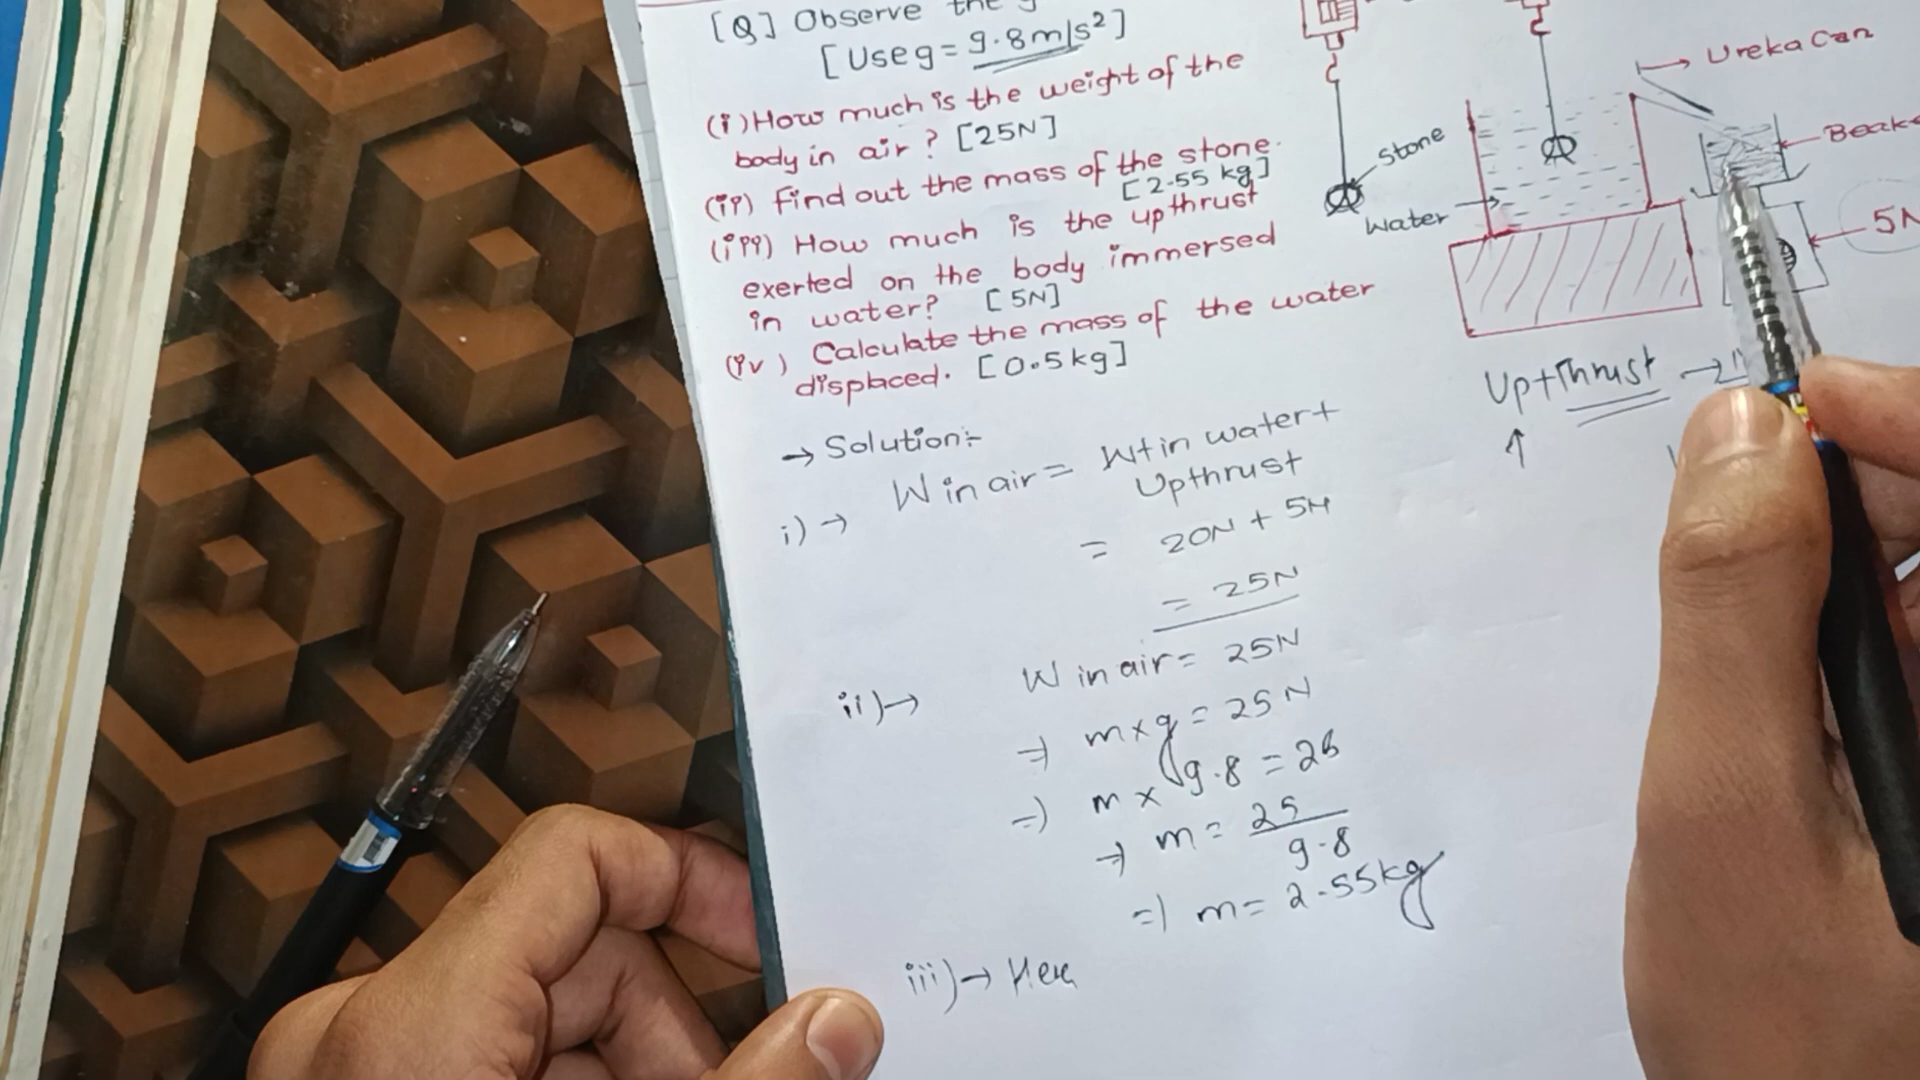 [Q] Observe the
[Use g = 9.8m/s²]
(i) How much is the weight of the
body in air? [25N]
(ii) Find out the mass of the stone.
[2.55 kg]
(iii) How much is the upthrust
exerted on the body immersed
in water? [5N]
(iv) Calculate the mass of the water
displaced. [0.5kg]
→ Solution:-
i) → W in air = Wt in water +
Upthrust
= 20N + 5N
= 25N
ii) → W in air = 25N
⇒ m × g = 25N
⇒ m × 9.8 = 25
⇒ m = 25
9.8
⇒ m = 2.55kg
iii) →
Stone
Water
Ureka Can
5N
Upthrust →
↑